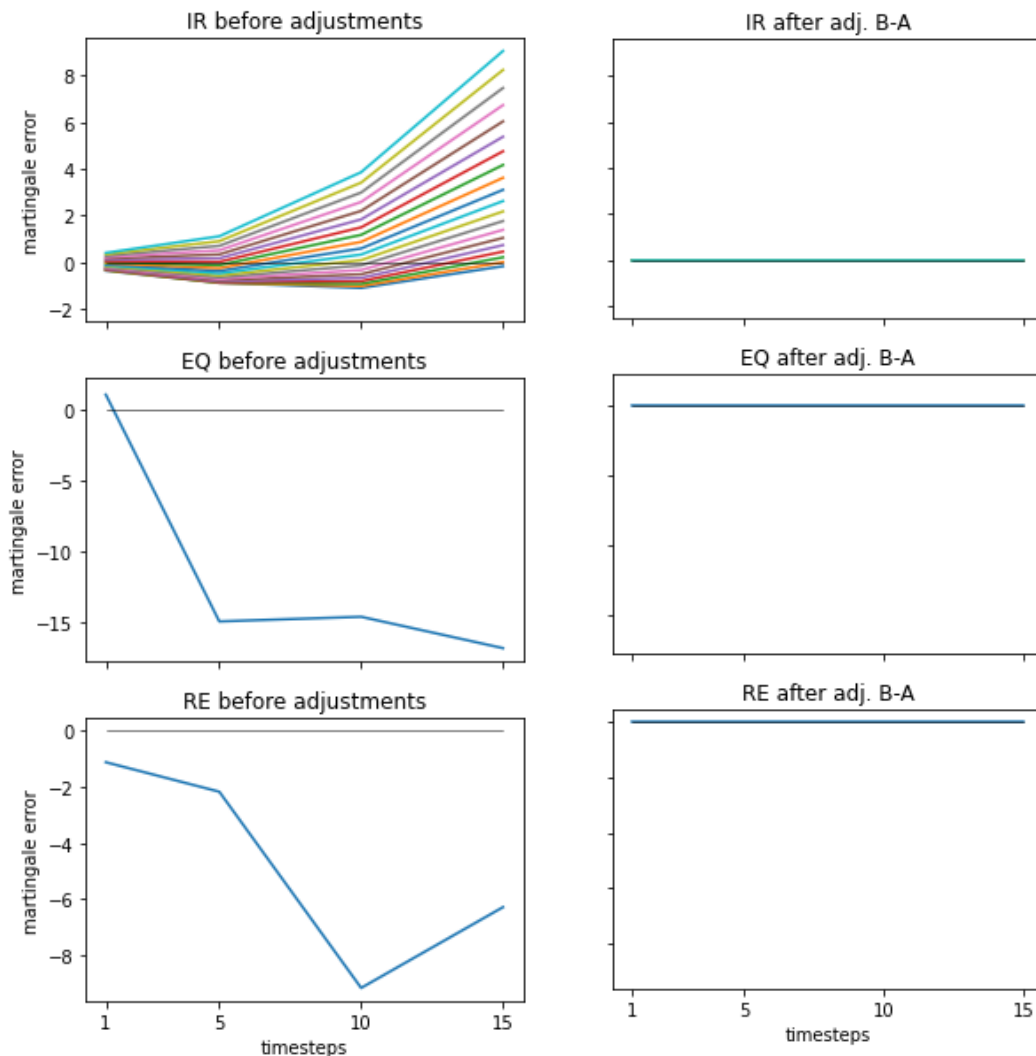 IR before adjustments
IR after adj. B-A
martingale error
8
6
4
2
0
−2
EQ before adjustments
EQ after adj. B-A
martingale error
0
−5
−10
−15
RE before adjustments
RE after adj. B-A
martingale error
0
−2
−4
−6
−8
1 5 10 15
timesteps
1 5 10 15
timesteps